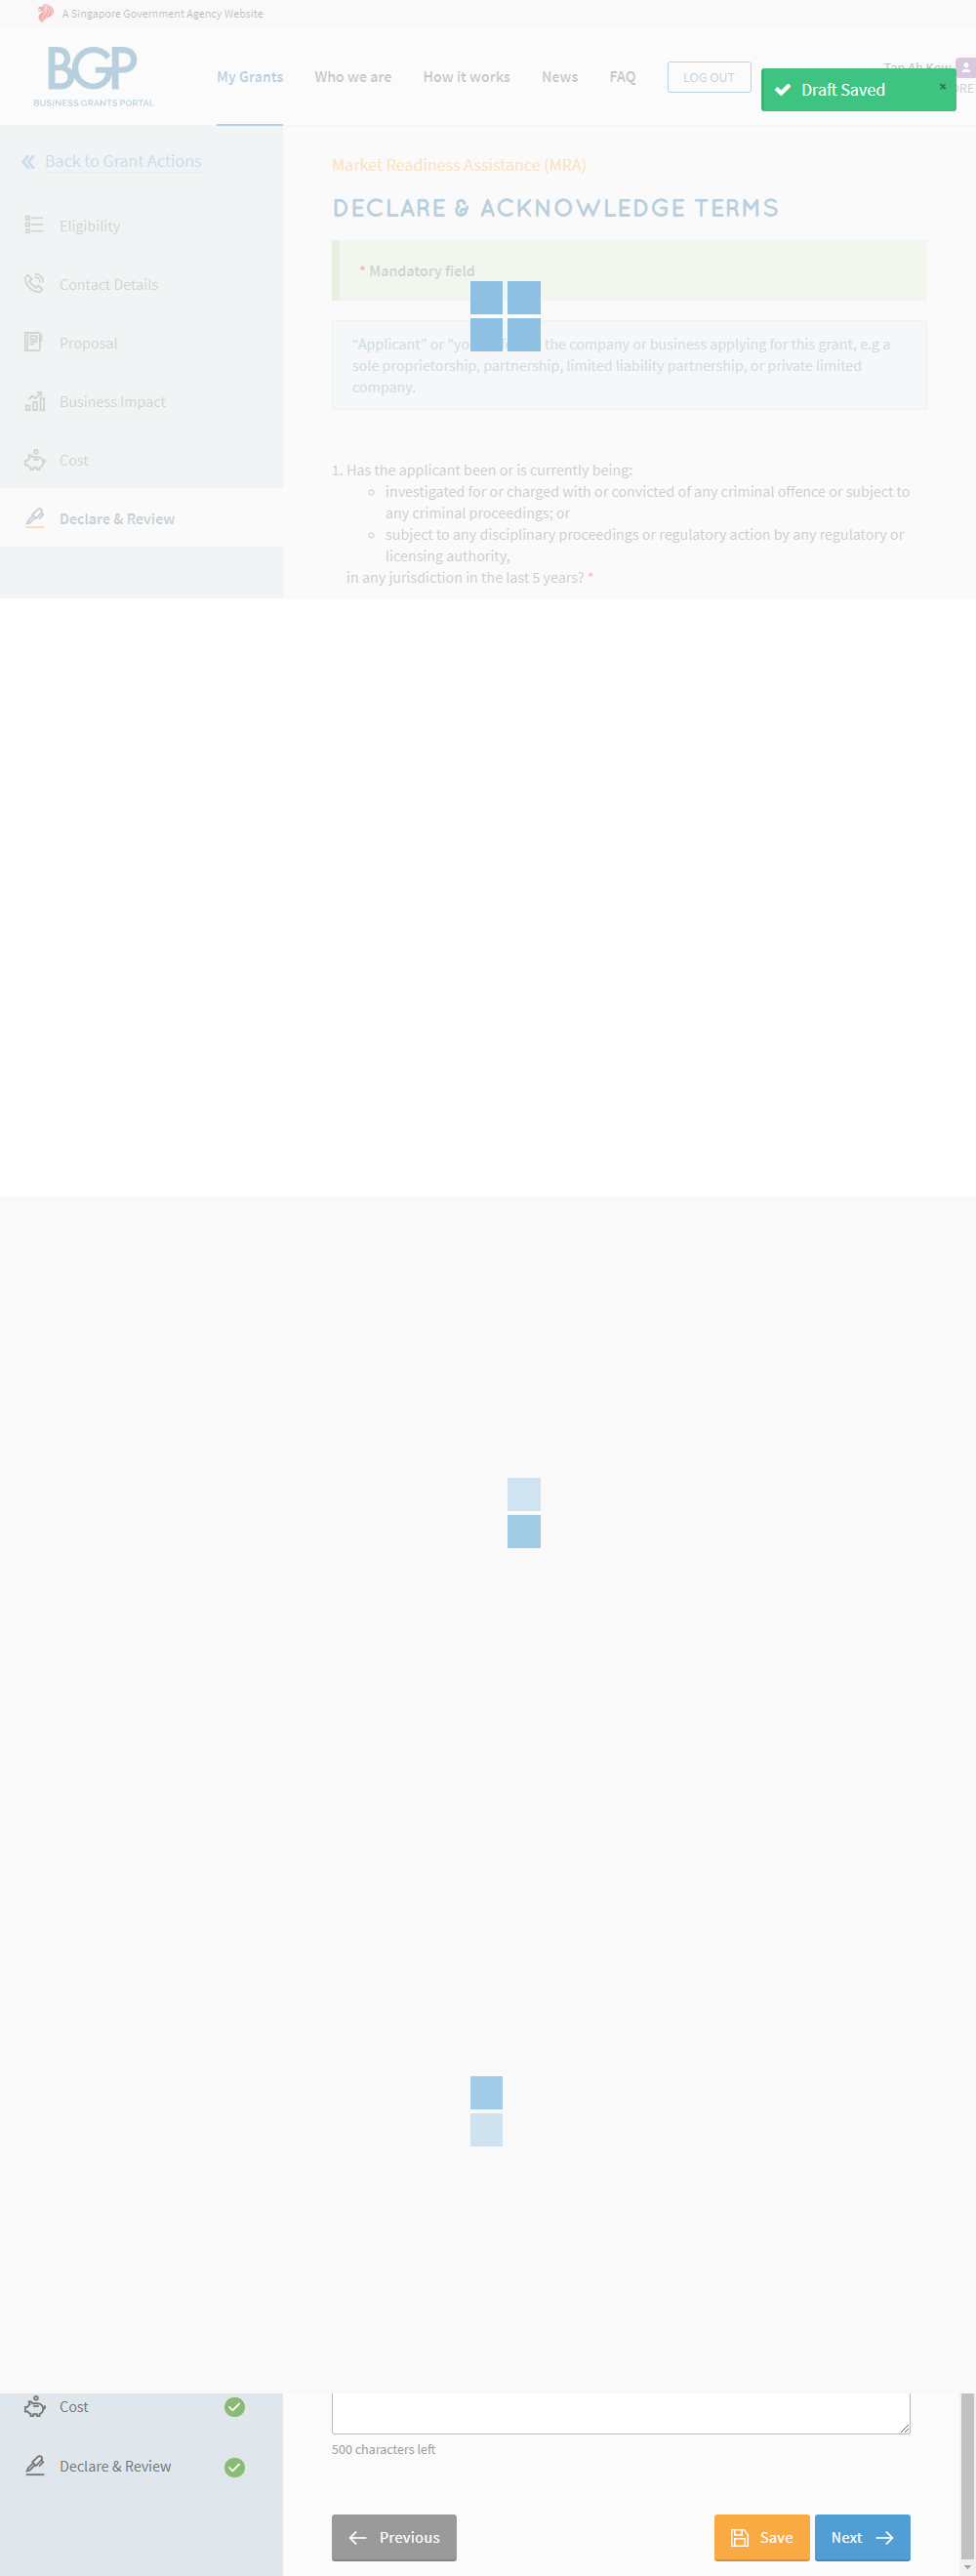 A Singapore Government Agency Website
BGP
BUSINESS GRANTS PORTAL
My Grants
Who we are
How it works
News
FAQ
LOG OUT
Tan Ah Kow
Draft Saved
×
Back to Grant Actions
Eligibility
Contact Details
Proposal
Business Impact
Cost
Declare & Review
Market Readiness Assistance (MRA)
DECLARE & ACKNOWLEDGE TERMS
* Mandatory field
“Applicant” or "you the company or business applying for this grant, e.g a
sole proprietorship, partnership, limited liability partnership, or private limited
company.
1. Has the applicant been or is currently being:
investigated for or charged with or convicted of any criminal offence or subject to
any criminal proceedings; or
subject to any disciplinary proceedings or regulatory action by any regulatory or
licensing authority,
in any jurisdiction in the last 5 years? *
Cost
Declare & Review
500 characters left
Previous
Save
Next